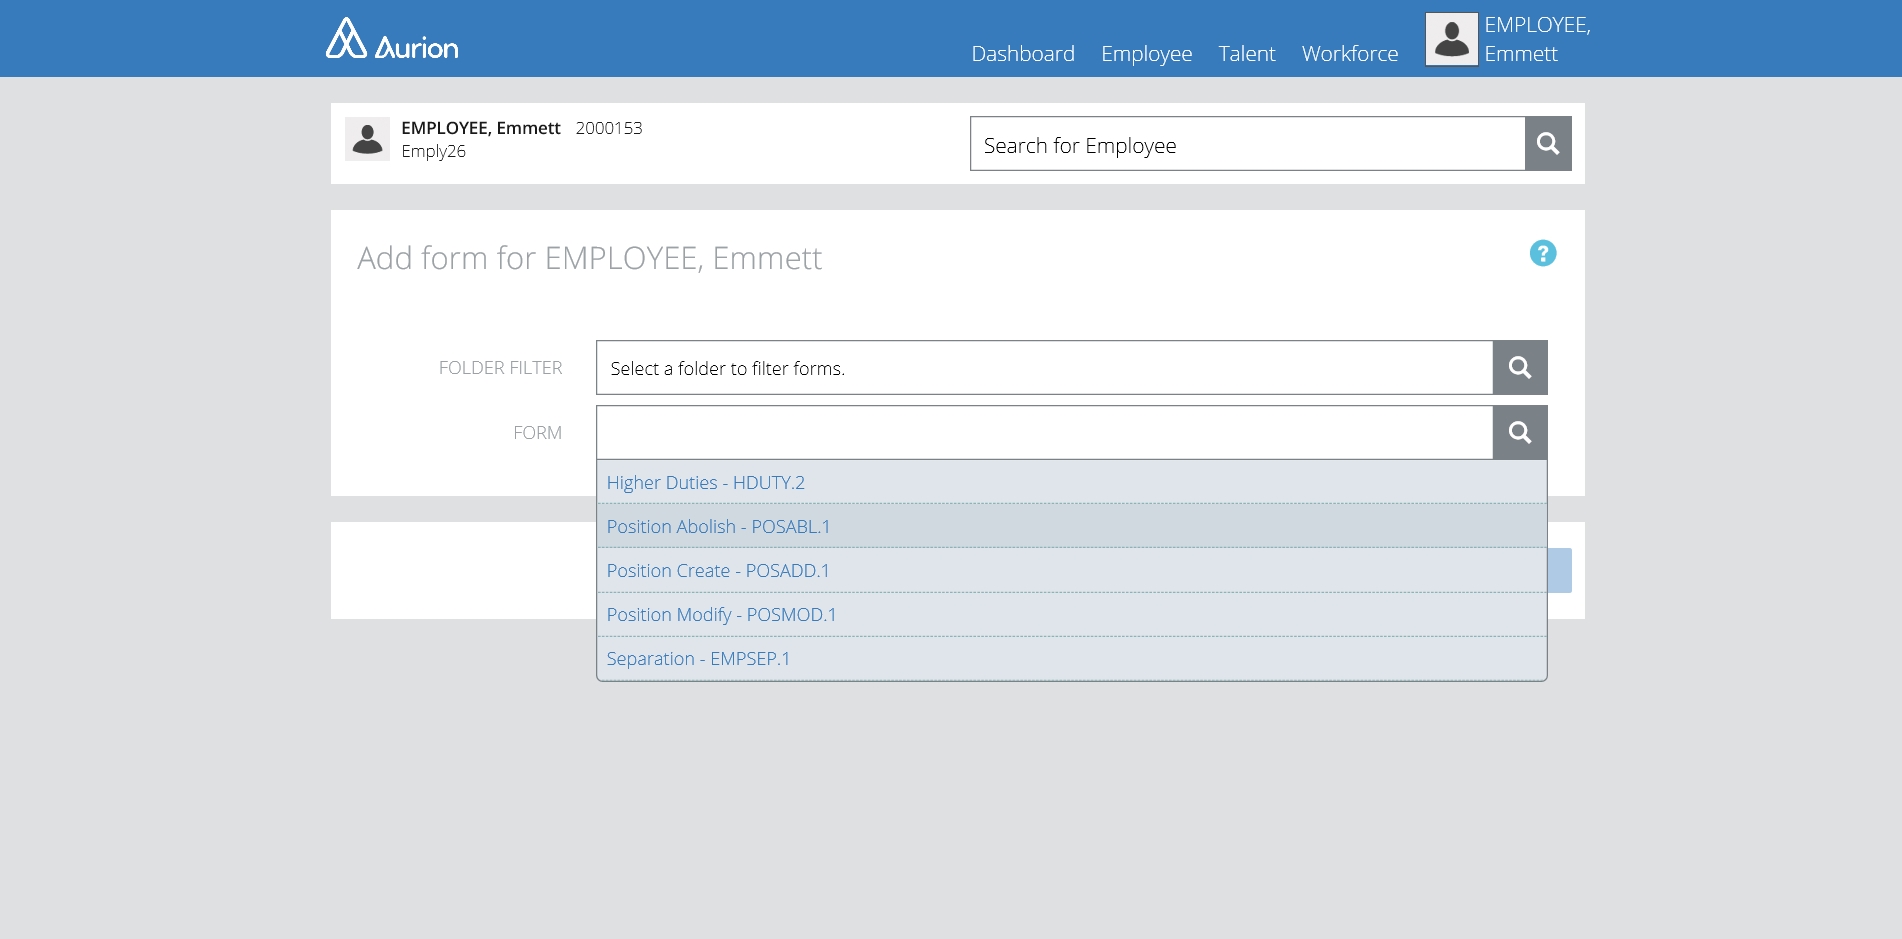 Aurion
Dashboard Employee Talent Workforce
EMPLOYEE,
Emmett
EMPLOYEE, Emmett 2000153
Emply26
Search for Employee
Add form for EMPLOYEE, Emmett
?
FOLDER FILTER
Select a folder to filter forms.
FORM
Higher Duties - HDUTY.2
Position Abolish - POSABL.1
Position Create - POSADD.1
Position Modify - POSMOD.1
Separation - EMPSEP.1